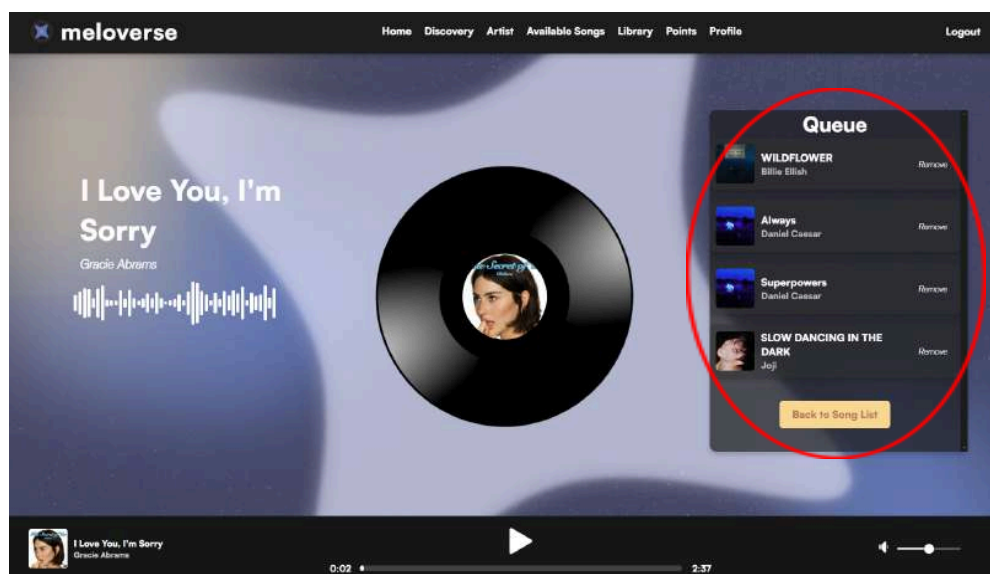 meloverse
Home Discovery Artist Available Songs Library Points Profile
Logout
I Love You, I'm
Sorry
Gracie Abrams
Queue
WILDFLOWER
Billie Eilish
Remove
Always
Daniel Caesar
Remove
Superpowers
Daniel Caesar
Remove
SLOW DANCING IN THE
DARK
Joji
Remove
Back to Song List
I Love You, I'm Sorry
Gracie Abrams
0:02
2:37